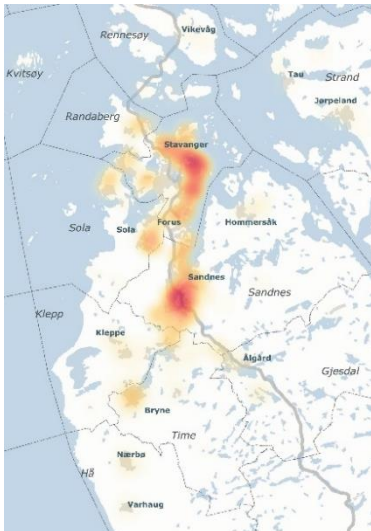 Vikevåg
Rennesøy
Kvitsøy
Tau
Strand
Jørpeland
Randaberg
Stavanger
Sola
Sola
Forus
Hommersåk
Sandnes
Sandnes
Klepp
Kleppe
Ålgård
Gjesdal
Bryne
Time
Nærbø
Hå
Varhaug